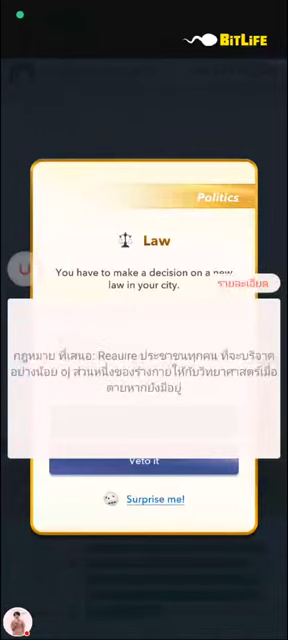 BitLife
Politics
Law
You have to make a decision on a new
law in your city.
รายละเอียด
กฎหมาย ที่เสนอ: Reauire ประชาชนทุกคน ที่จะบริจาค
อย่างน้อย oj ส่วนหนึ่งของร่างกาย ให้กับวิทยาศาสตร์เมื่อ
ตายหากยังมีอยู่
Veto it
Surprise me!